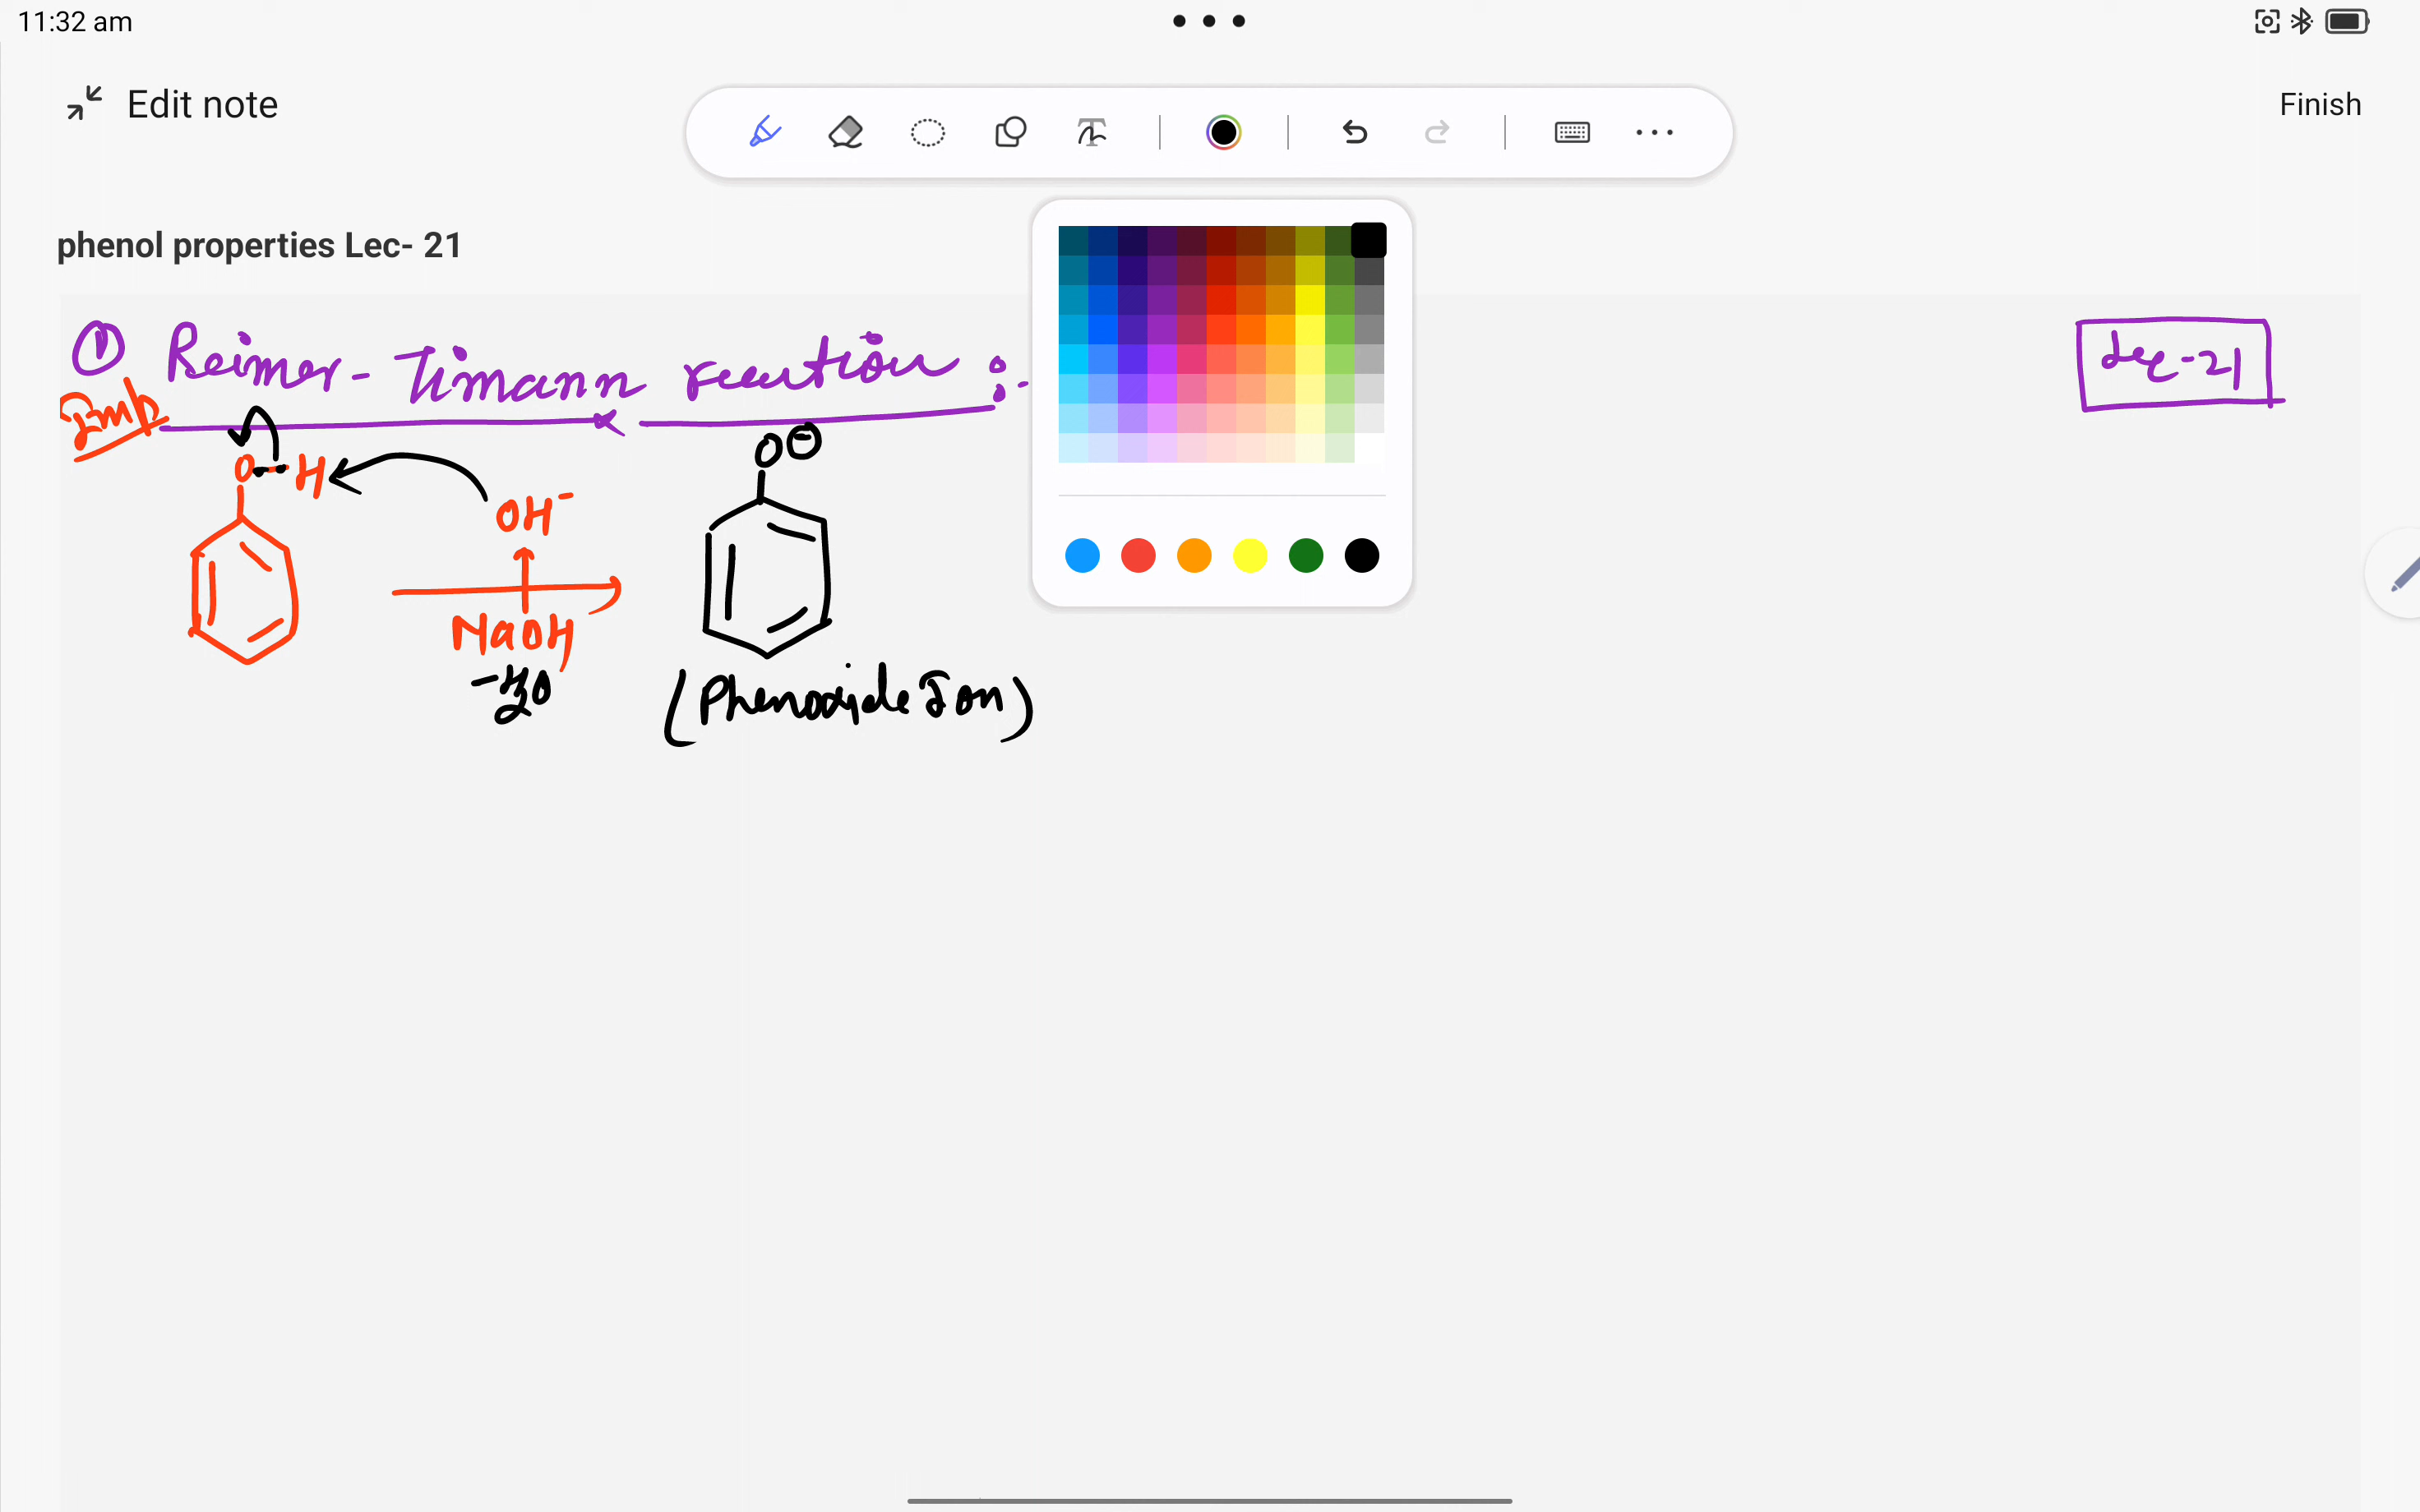 11:32 am
Edit note
Finish
phenol properties Lec- 21
① Reimer-Timann reaction :-
Lec-21
Imp
O-H
OH⁻
NaOH
-H2O
O⊖
(Phenoxide Ion)